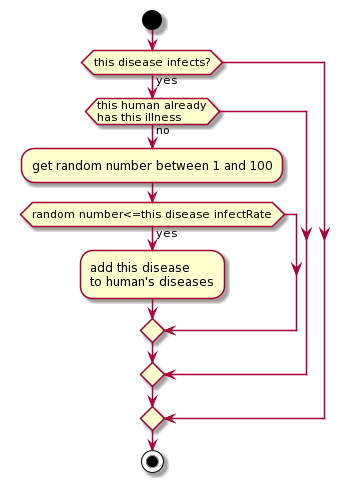 this disease infects?
yes
this human already
has this illness
no
get random number between 1 and 100
random number<=this disease infectRate
yes
add this disease
to human's diseases